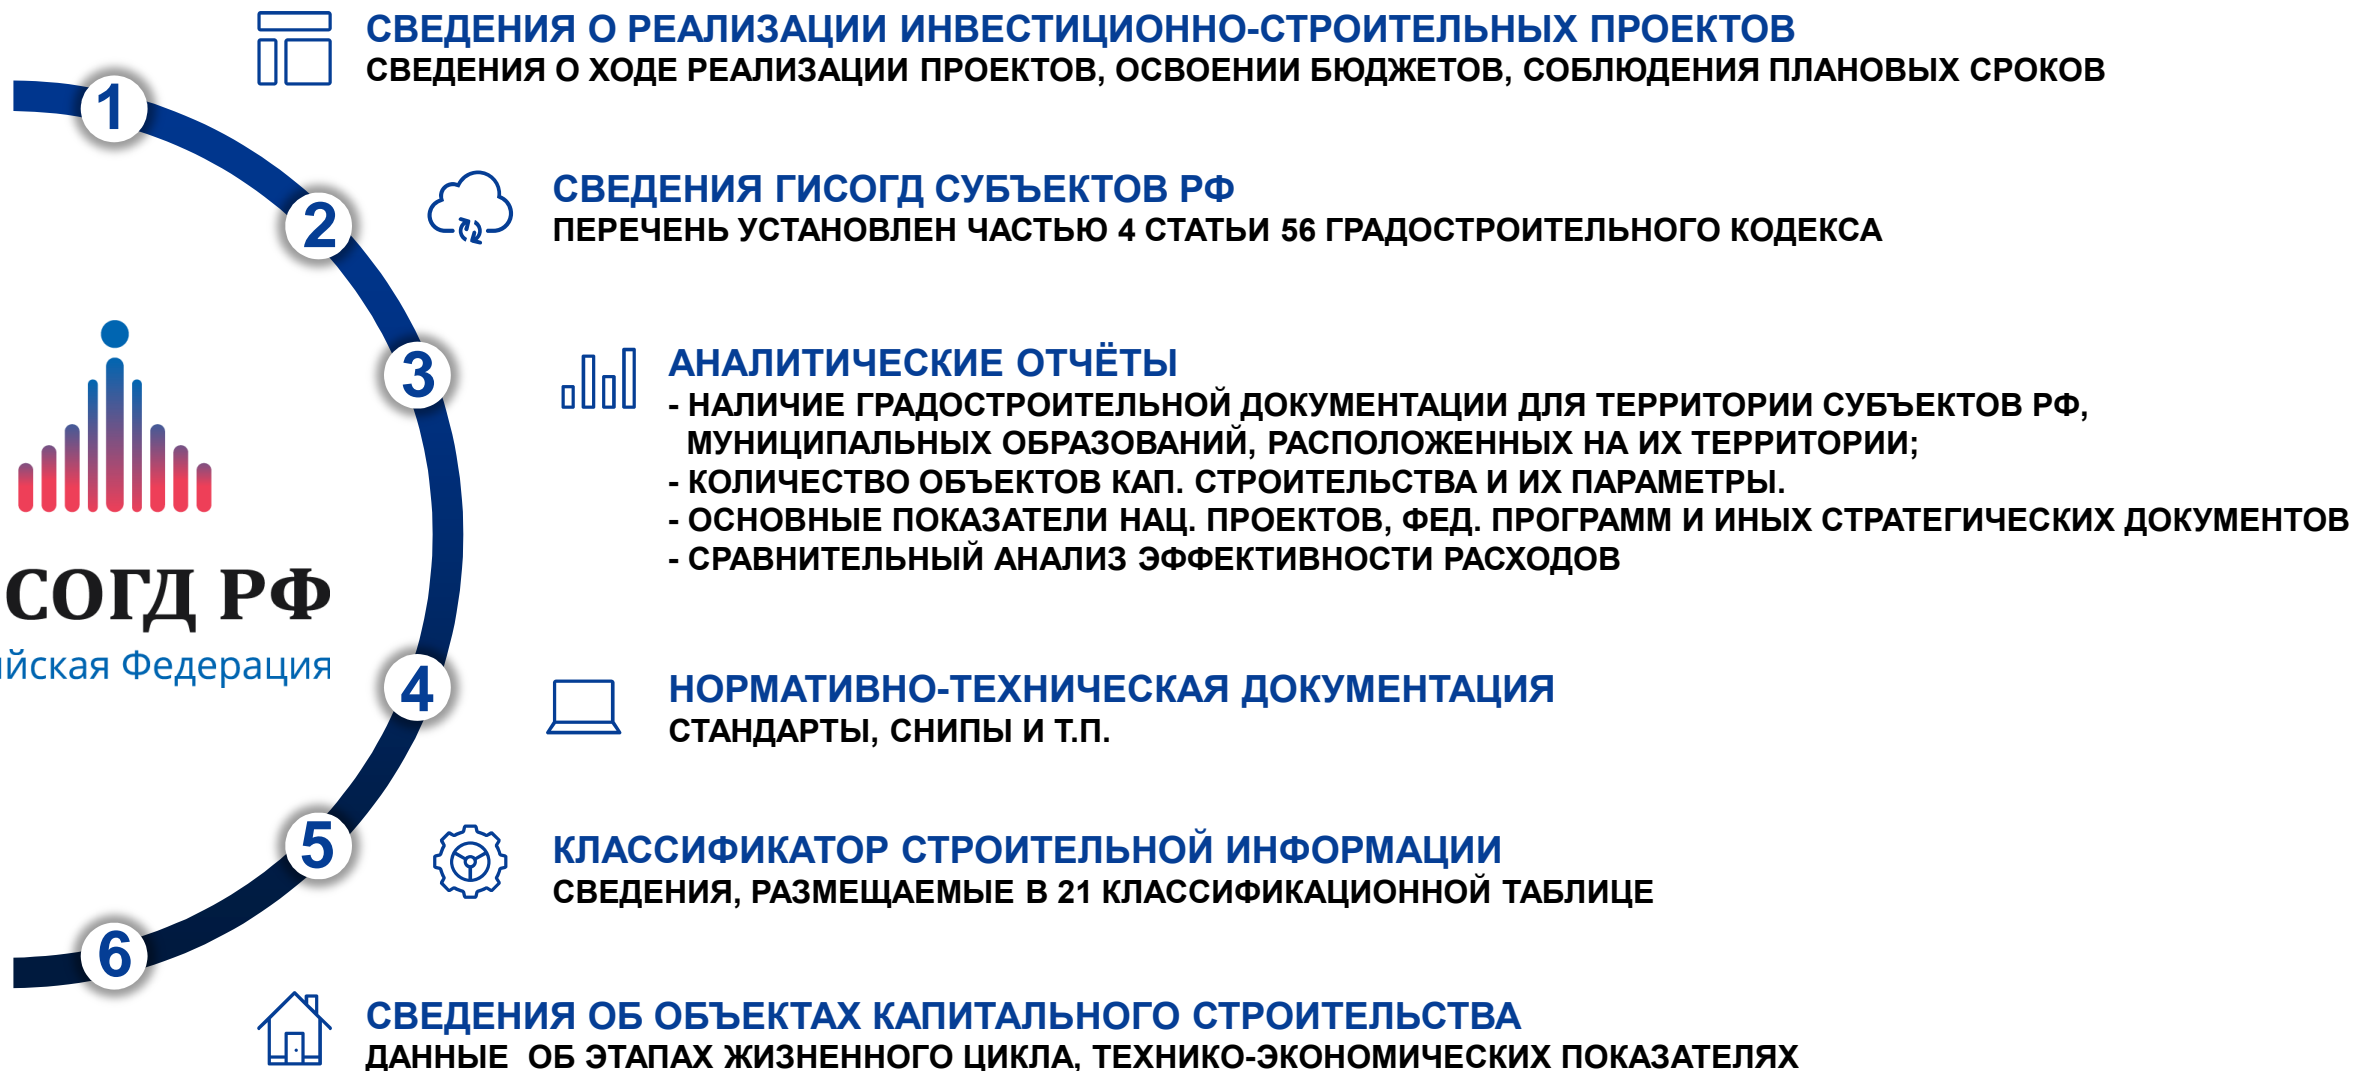 СВЕДЕНИЯ О РЕАЛИЗАЦИИ ИНВЕСТИЦИОННО-СТРОИТЕЛЬНЫХ ПРОЕКТОВ
СВЕДЕНИЯ О ХОДЕ РЕАЛИЗАЦИИ ПРОЕКТОВ, ОСВОЕНИИ БЮДЖЕТОВ, СОБЛЮДЕНИЯ ПЛАНОВЫХ СРОКОВ
1
2
СВЕДЕНИЯ ГИСОГД СУБЪЕКТОВ РФ
ПЕРЕЧЕНЬ УСТАНОВЛЕН ЧАСТЬЮ 4 СТАТЬИ 56 ГРАДОСТРОИТЕЛЬНОГО КОДЕКСА
3
АНАЛИТИЧЕСКИЕ ОТЧЁТЫ
- НАЛИЧИЕ ГРАДОСТРОИТЕЛЬНОЙ ДОКУМЕНТАЦИИ ДЛЯ ТЕРРИТОРИИ СУБЪЕКТОВ РФ,
МУНИЦИПАЛЬНЫХ ОБРАЗОВАНИЙ, РАСПОЛОЖЕННЫХ НА ИХ ТЕРРИТОРИИ;
- КОЛИЧЕСТВО ОБЪЕКТОВ КАП. СТРОИТЕЛЬСТВА И ИХ ПАРАМЕТРЫ.
- ОСНОВНЫЕ ПОКАЗАТЕЛИ НАЦ. ПРОЕКТОВ, ФЕД. ПРОГРАММ И ИНЫХ СТРАТЕГИЧЕСКИХ ДОКУМЕНТОВ
- СРАВНИТЕЛЬНЫЙ АНАЛИЗ ЭФФЕКТИВНОСТИ РАСХОДОВ
СОГД РФ
йская Федерация
4
НОРМАТИВНО-ТЕХНИЧЕСКАЯ ДОКУМЕНТАЦИЯ
СТАНДАРТЫ, СНИПЫ И Т.П.
5
КЛАССИФИКАТОР СТРОИТЕЛЬНОЙ ИНФОРМАЦИИ
СВЕДЕНИЯ, РАЗМЕЩАЕМЫЕ В 21 КЛАССИФИКАЦИОННОЙ ТАБЛИЦЕ
6
СВЕДЕНИЯ ОБ ОБЪЕКТАХ КАПИТАЛЬНОГО СТРОИТЕЛЬСТВА
ДАННЫЕ ОБ ЭТАПАХ ЖИЗНЕННОГО ЦИКЛА, ТЕХНИКО-ЭКОНОМИЧЕСКИХ ПОКАЗАТЕЛЯХ